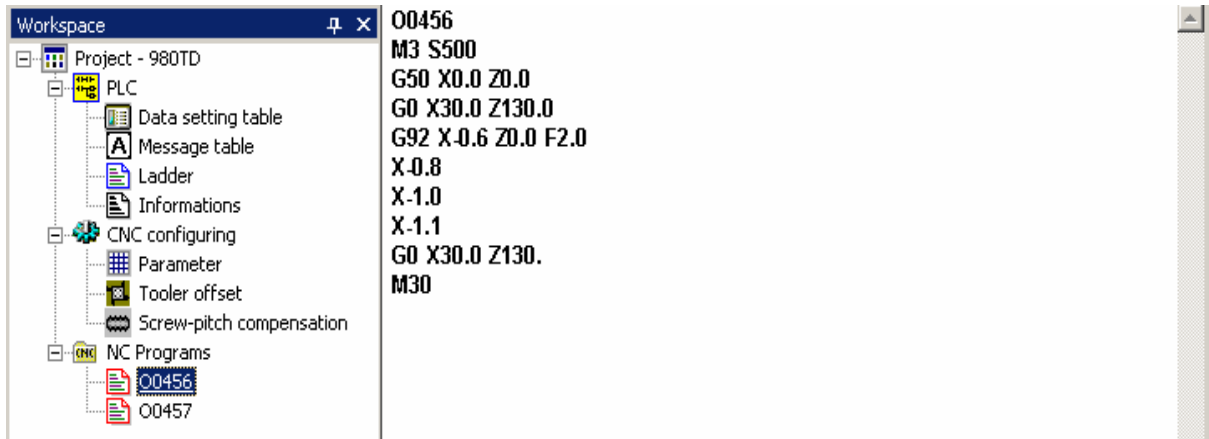 Workspace
Project - 980TD
PLC
Data setting table
Message table
Ladder
Informations
CNC configuring
Parameter
Tooler offset
Screw-pitch compensation
NC Programs
O0456
O0457
O0456
M3 S500
G50 X0.0 Z0.0
G0 X30.0 Z130.0
G92 X-0.6 Z0.0 F2.0
X-0.8
X-1.0
X-1.1
G0 X30.0 Z130.
M30